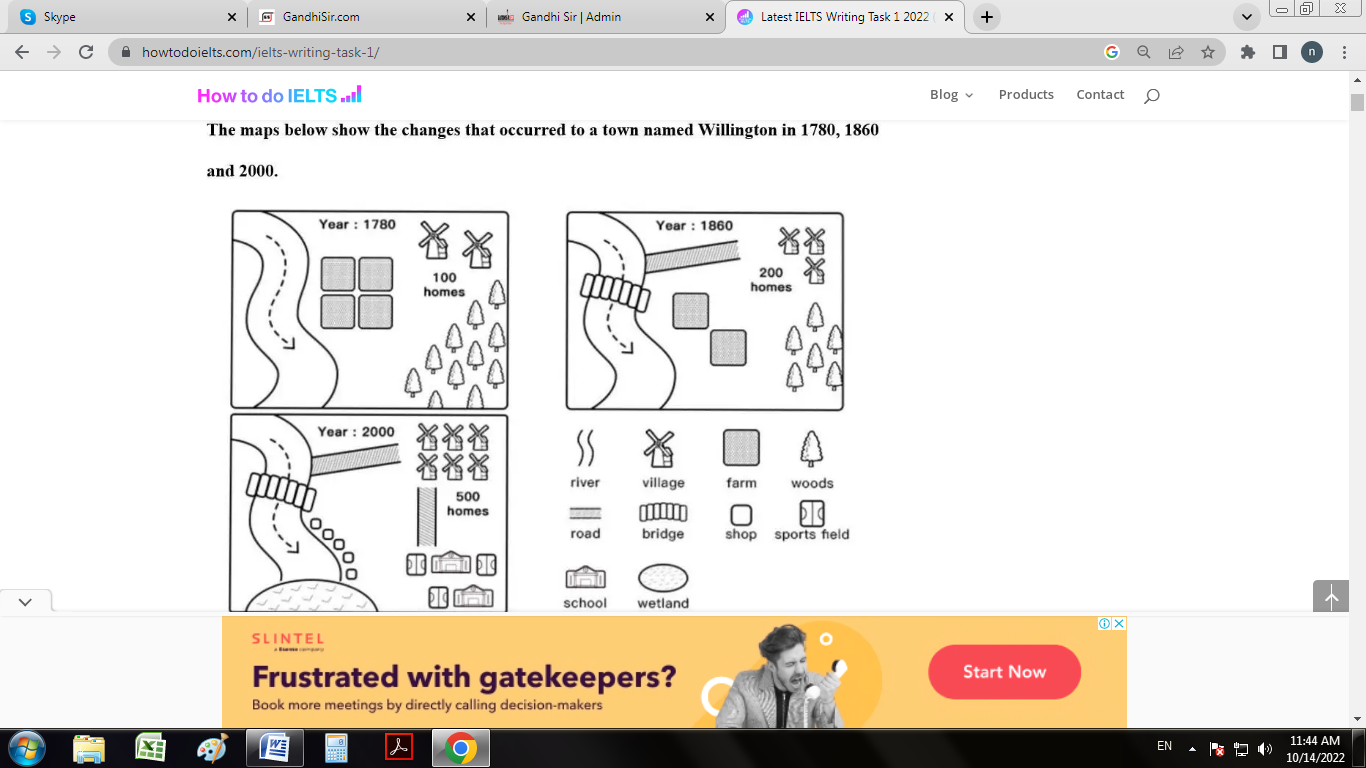 Skype
GandhiSir.com
Gandhi Sir | Admin
Latest IELTS Writing Task 1 2022
howtodoielts.com/ielts-writing-task-1/
n
How to do IELTS
Blog
Products
Contact
The maps below show the changes that occurred to a town named Willington in 1780, 1860
and 2000.
Year : 1780
100
homes
Year : 1860
200
homes
Year : 2000
500
homes
river village farm woods
road bridge shop sports field
school wetland
SLINTEL
Frustrated with gatekeepers?
Book more meetings by directly calling decision-makers
Start Now
EN
11:44 AM
10/14/2022